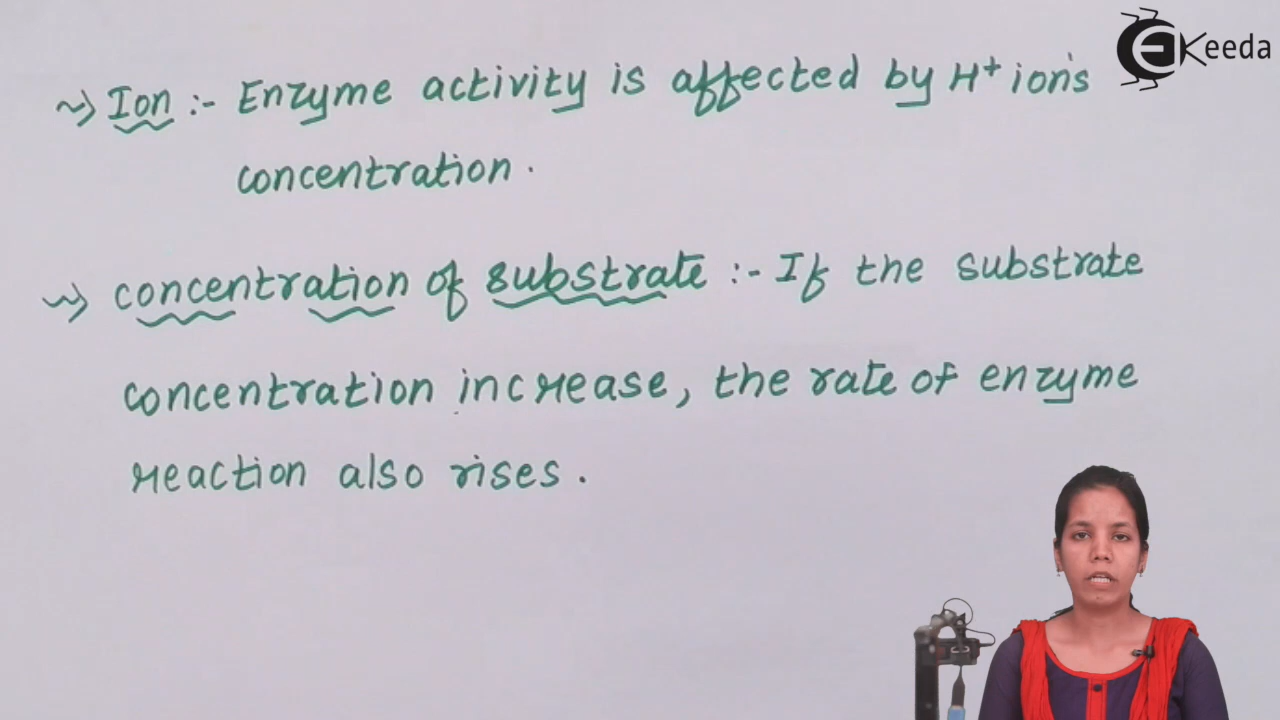 Ekeeda
~> Ion :- Enzyme activity is affected by H+ ion's
concentration.
~> concentration of substrate :- If the substrate
concentration increase, the rate of enzyme
reaction also rises.